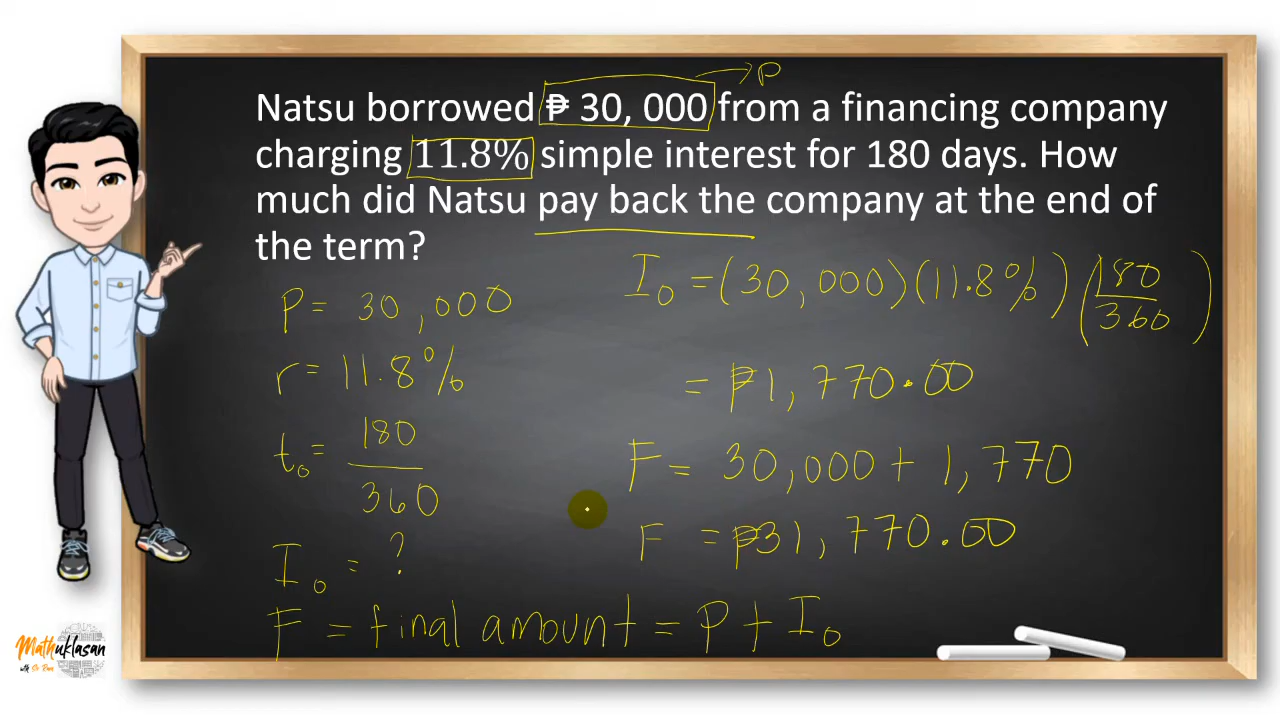 Natsu borrowed ₱ 30, 000 from a financing company
charging 11.8% simple interest for 180 days. How
much did Natsu pay back the company at the end of
the term?
→ P
P = 30,000
r = 11.8%
t₀ = 180/360
I₀ = ?
F = final amount = P + I₀
I₀ = (30,000)(11.8%)(180/360)
= ₱1,770.00
F = 30,000 + 1,770
F = ₱31,770.00
Mathuklasan
with Sir Ram